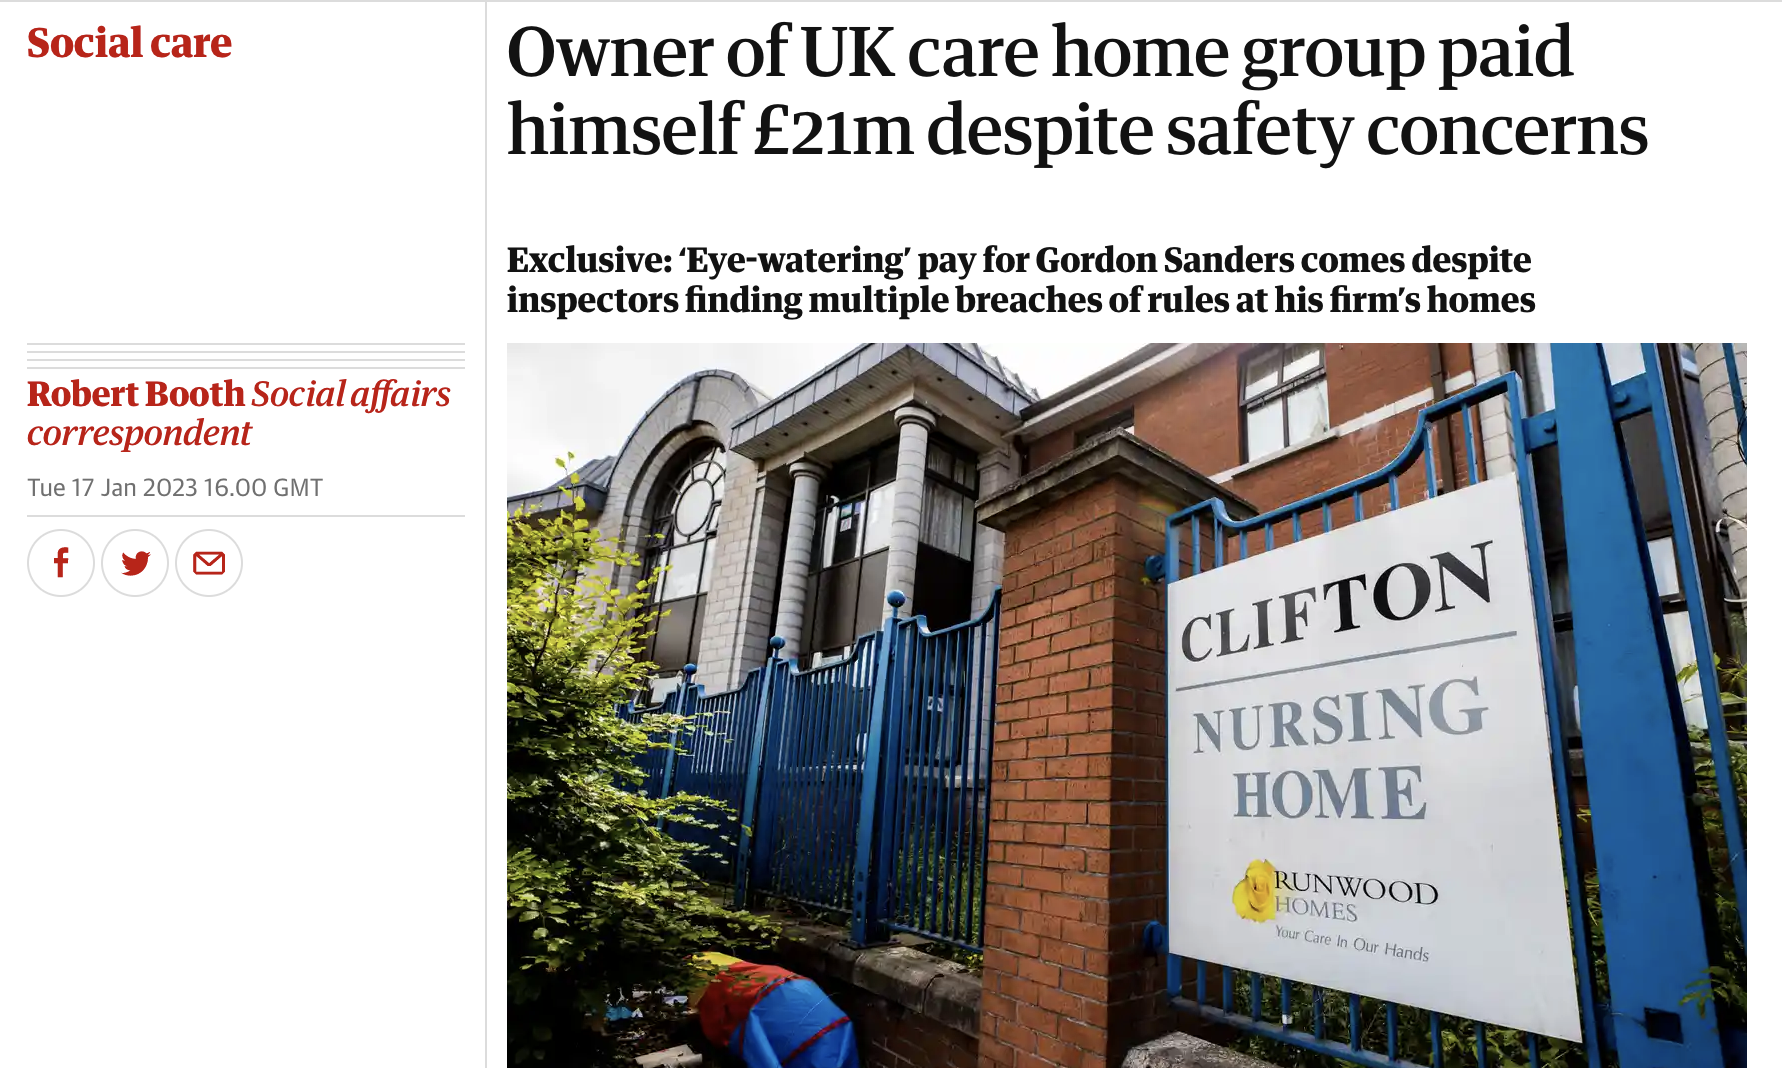 Social care
Owner of UK care home group paid
himself £21m despite safety concerns
Exclusive: ‘Eye-watering’ pay for Gordon Sanders comes despite
inspectors finding multiple breaches of rules at his firm’s homes
Robert Booth Social affairs
correspondent
Tue 17 Jan 2023 16.00 GMT
CLIFTON
NURSING
HOME
RUNWOOD
HOMES
Your Care In Our Hands